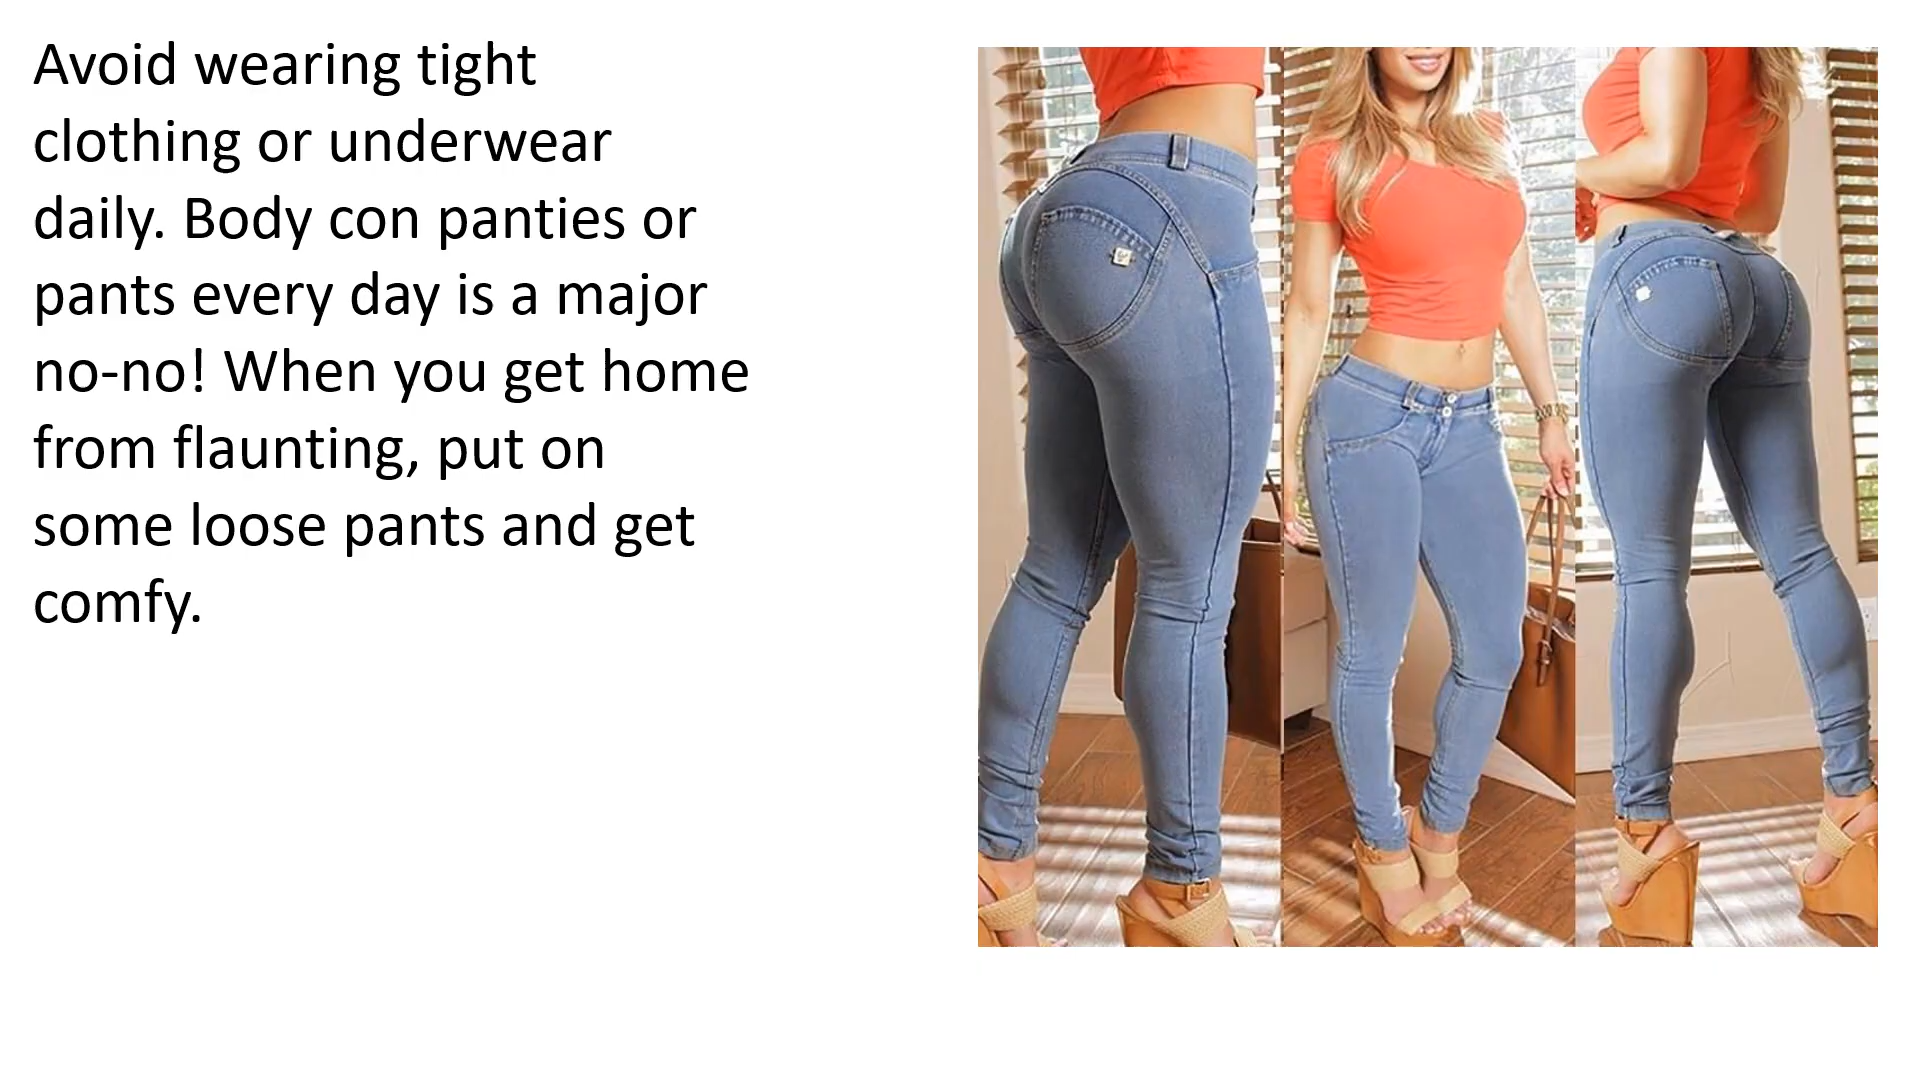 Avoid wearing tight
clothing or underwear
daily. Body con panties or
pants every day is a major
no-no! When you get home
from flaunting, put on
some loose pants and get
comfy.